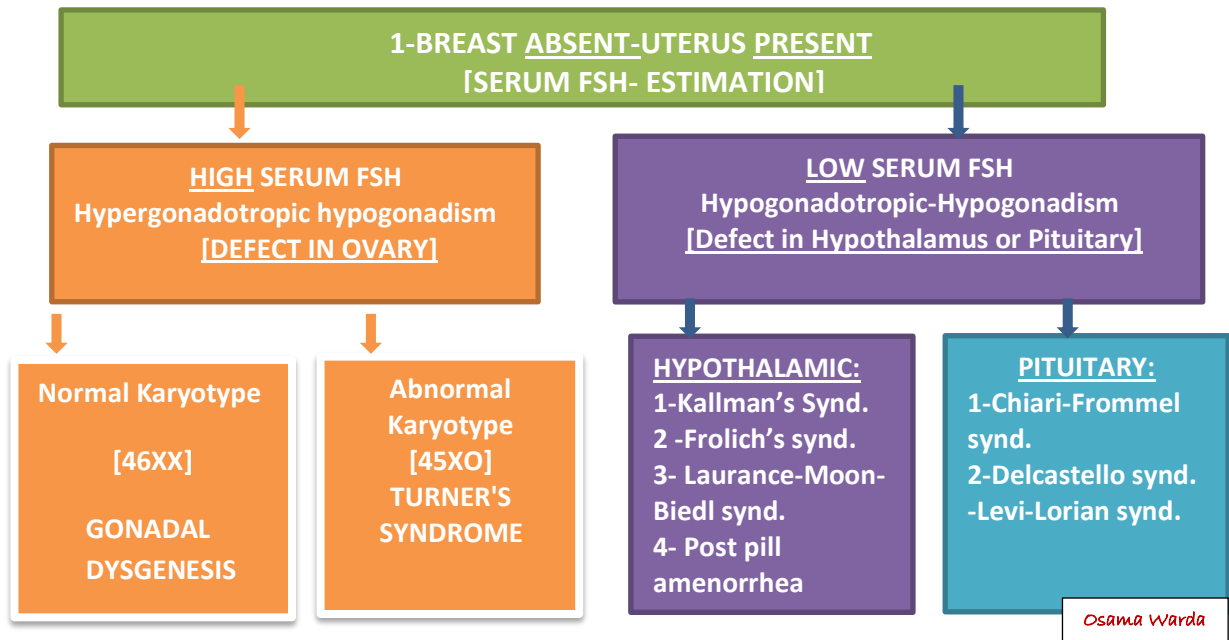 1-BREAST ABSENT-UTERUS PRESENT
[SERUM FSH- ESTIMATION]
HIGH SERUM FSH
Hypergonadotropic hypogonadism
[DEFECT IN OVARY]
LOW SERUM FSH
Hypogonadotropic-Hypogonadism
[Defect in Hypothalamus or Pituitary]
Normal Karyotype
[46XX]
GONADAL
DYSGENESIS
Abnormal
Karyotype
[45XO]
TURNER'S
SYNDROME
HYPOTHALAMIC:
1-Kallman's Synd.
2 -Frolich's synd.
3- Laurance-Moon-
Biedl synd.
4- Post pill
amenorrhea
PITUITARY:
1-Chiari-Frommel
synd.
2-Delcastello synd.
-Levi-Lorian synd.
Osama Warda